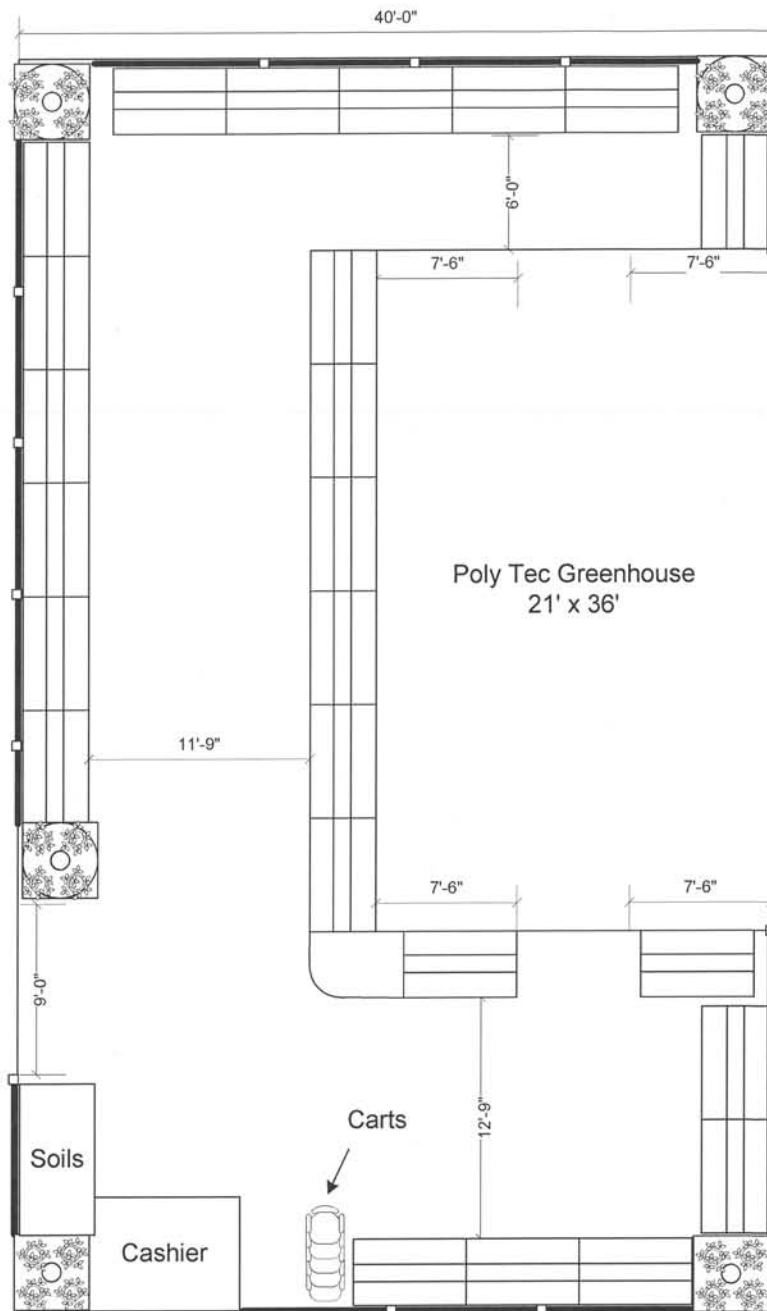 40'-0"
6'-0"
7'-6"
7'-6"
Poly Tec Greenhouse
21' x 36'
11'-9"
7'-6"
7'-6"
9'-0"
12'-9"
Carts
Soils
Cashier